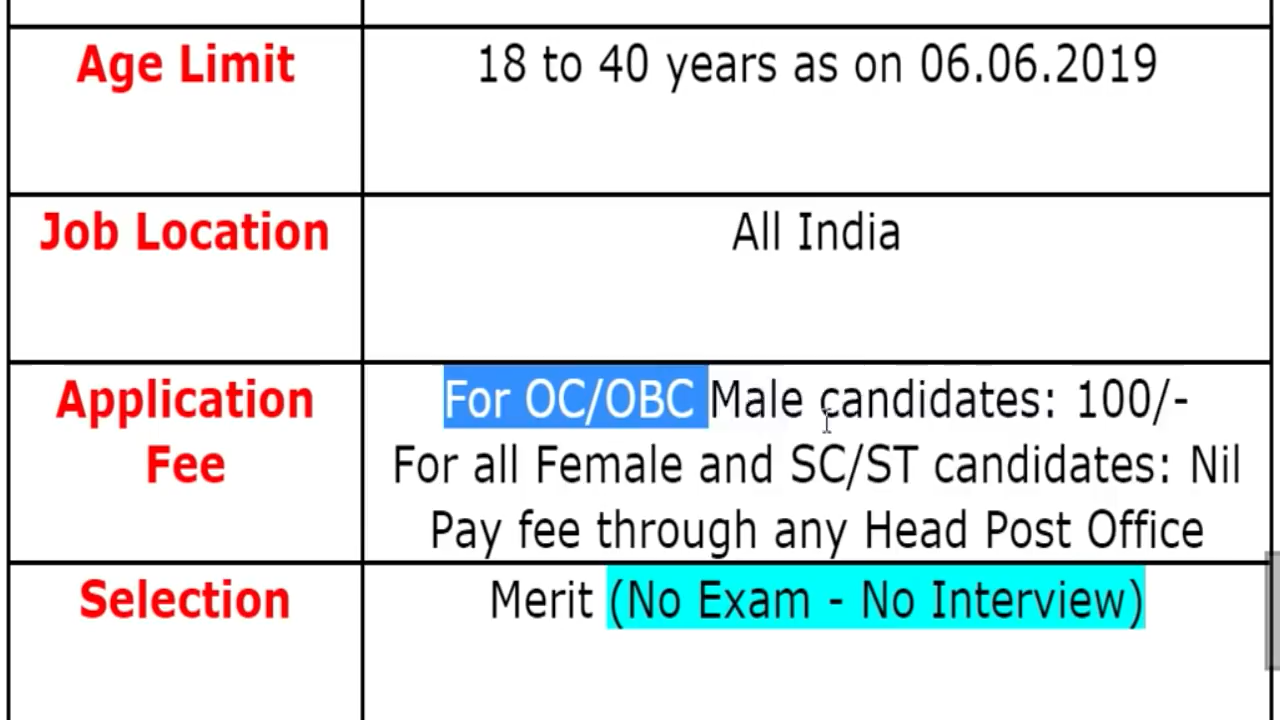 Age Limit
18 to 40 years as on 06.06.2019
Job Location
All India
Application
Fee
For OC/OBC Male candidates: 100/-
For all Female and SC/ST candidates: Nil
Pay fee through any Head Post Office
Selection
Merit (No Exam - No Interview)